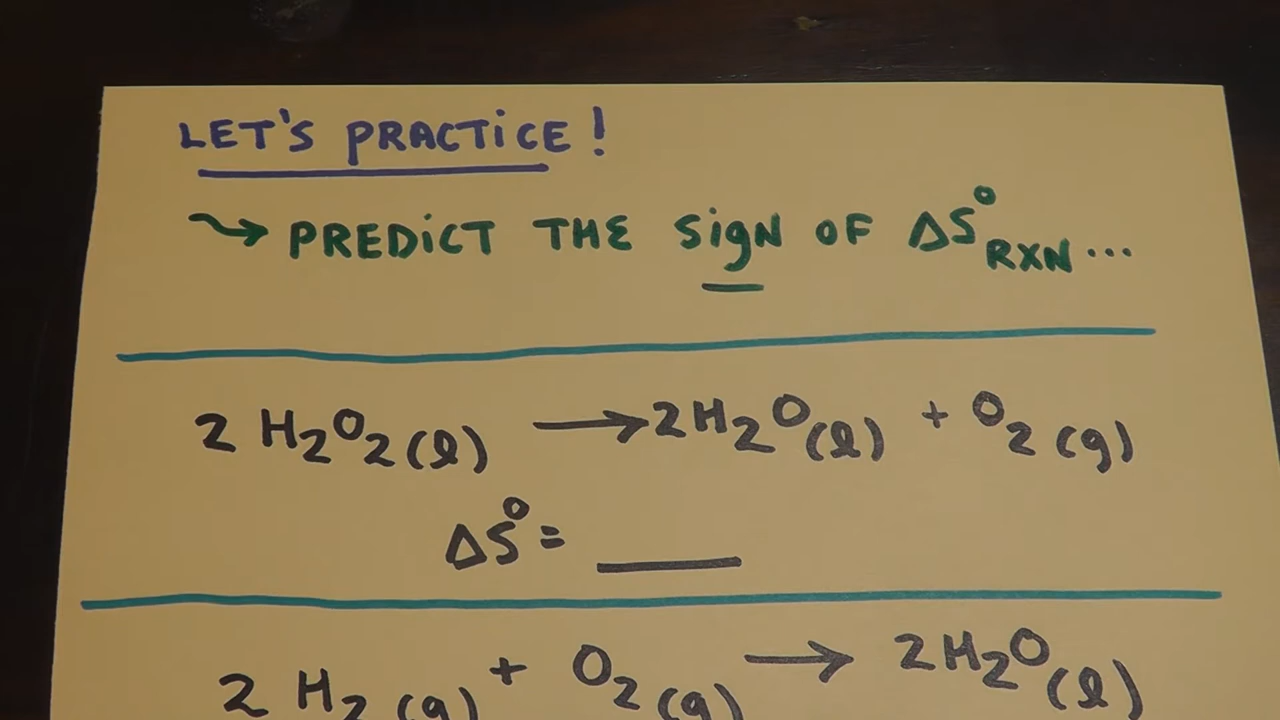 LET'S PRACTICE!
PREDICT THE SIGN OF ΔS°RXN...
2 H₂O₂(l) → 2H₂O(l) + O₂(g)
ΔS° = ____
2 H₂(g) + O₂(g) → 2H₂O(l)